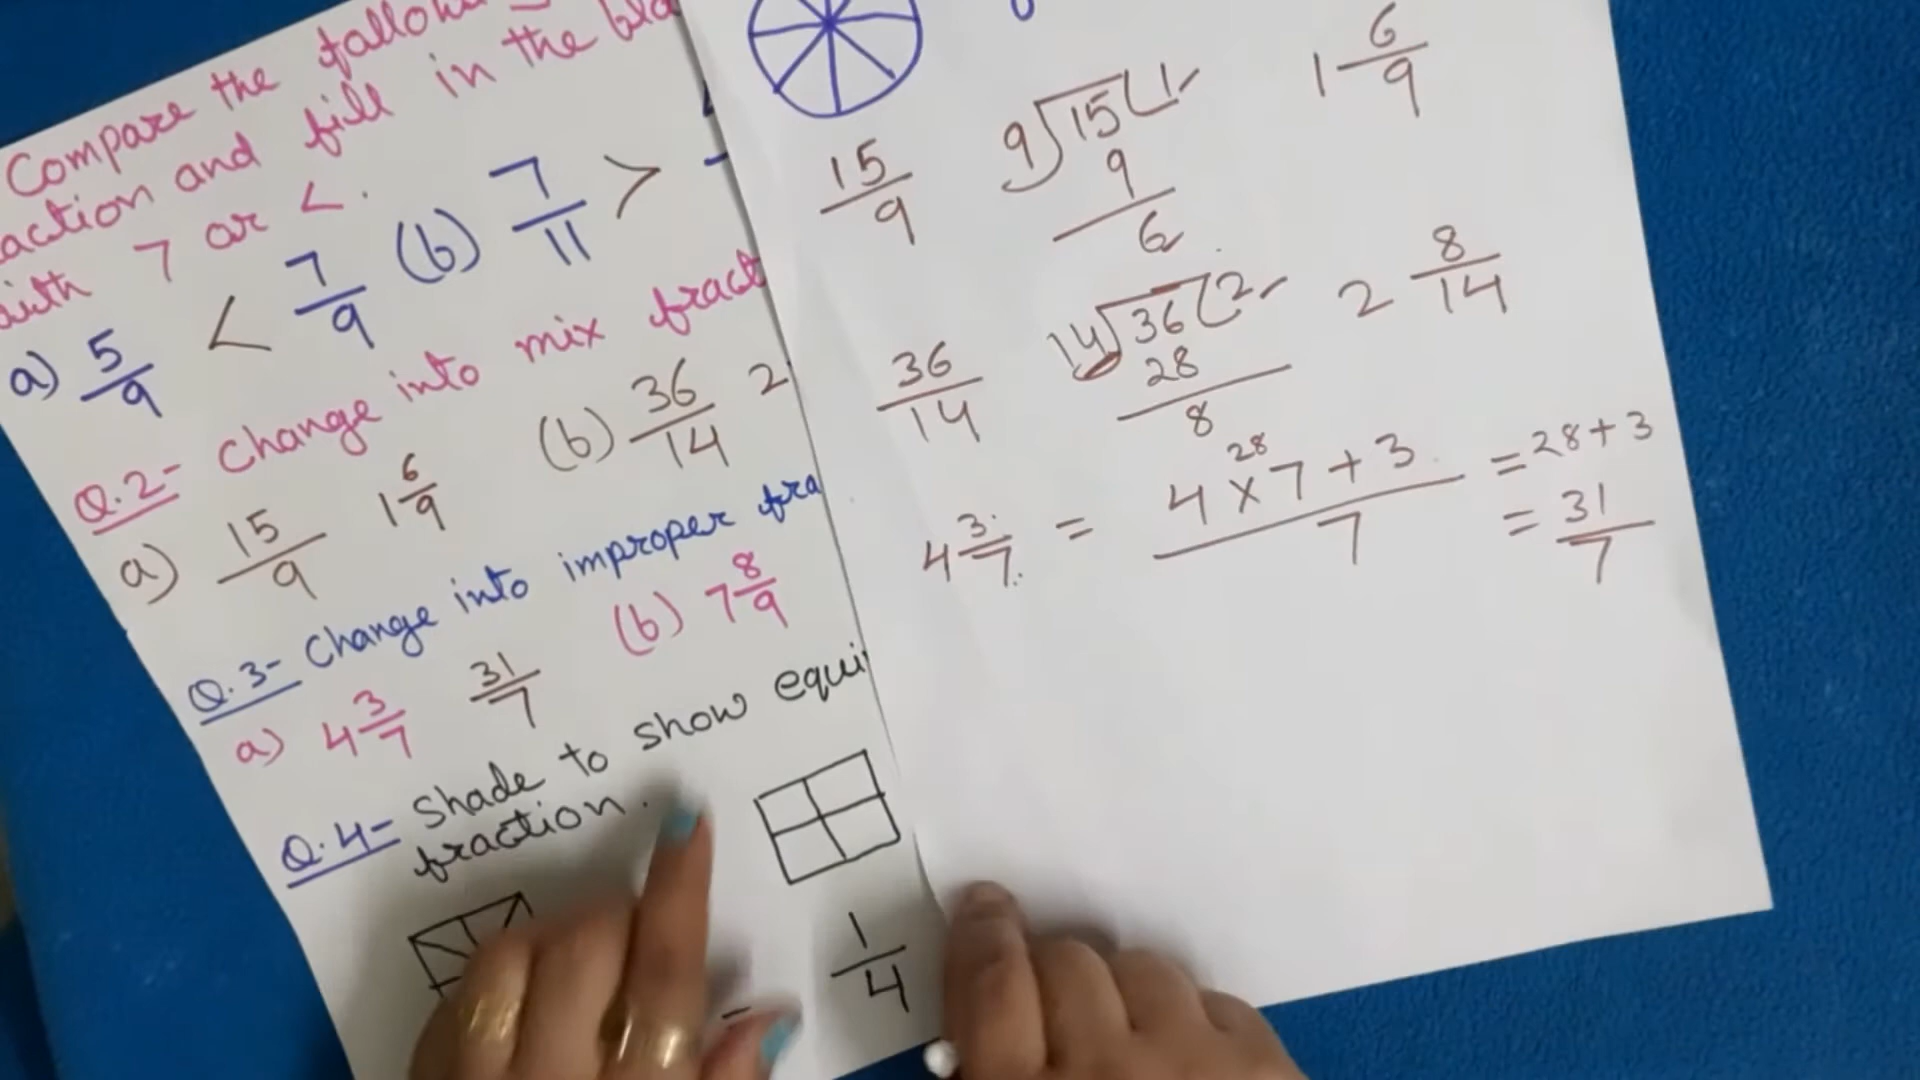 Compare the
action and fill in the
with > or <.
a) 5/9 < 7/9 (b) 7/11 >
Q.2- Change into mix fract
a) 15/9 1 6/9 (b) 36/14 2
Q.3- Change into improper fra
a) 4 3/7 31/7 (b) 7 8/9
Q.4- Shade to show equi
fraction.
1/4
15/9 9)15(1 1 6/9
9
6
36/14 14)36(2 2 8/14
28
8
28
4 3/7 = 4×7+3/7 = 28+3
= 31/7